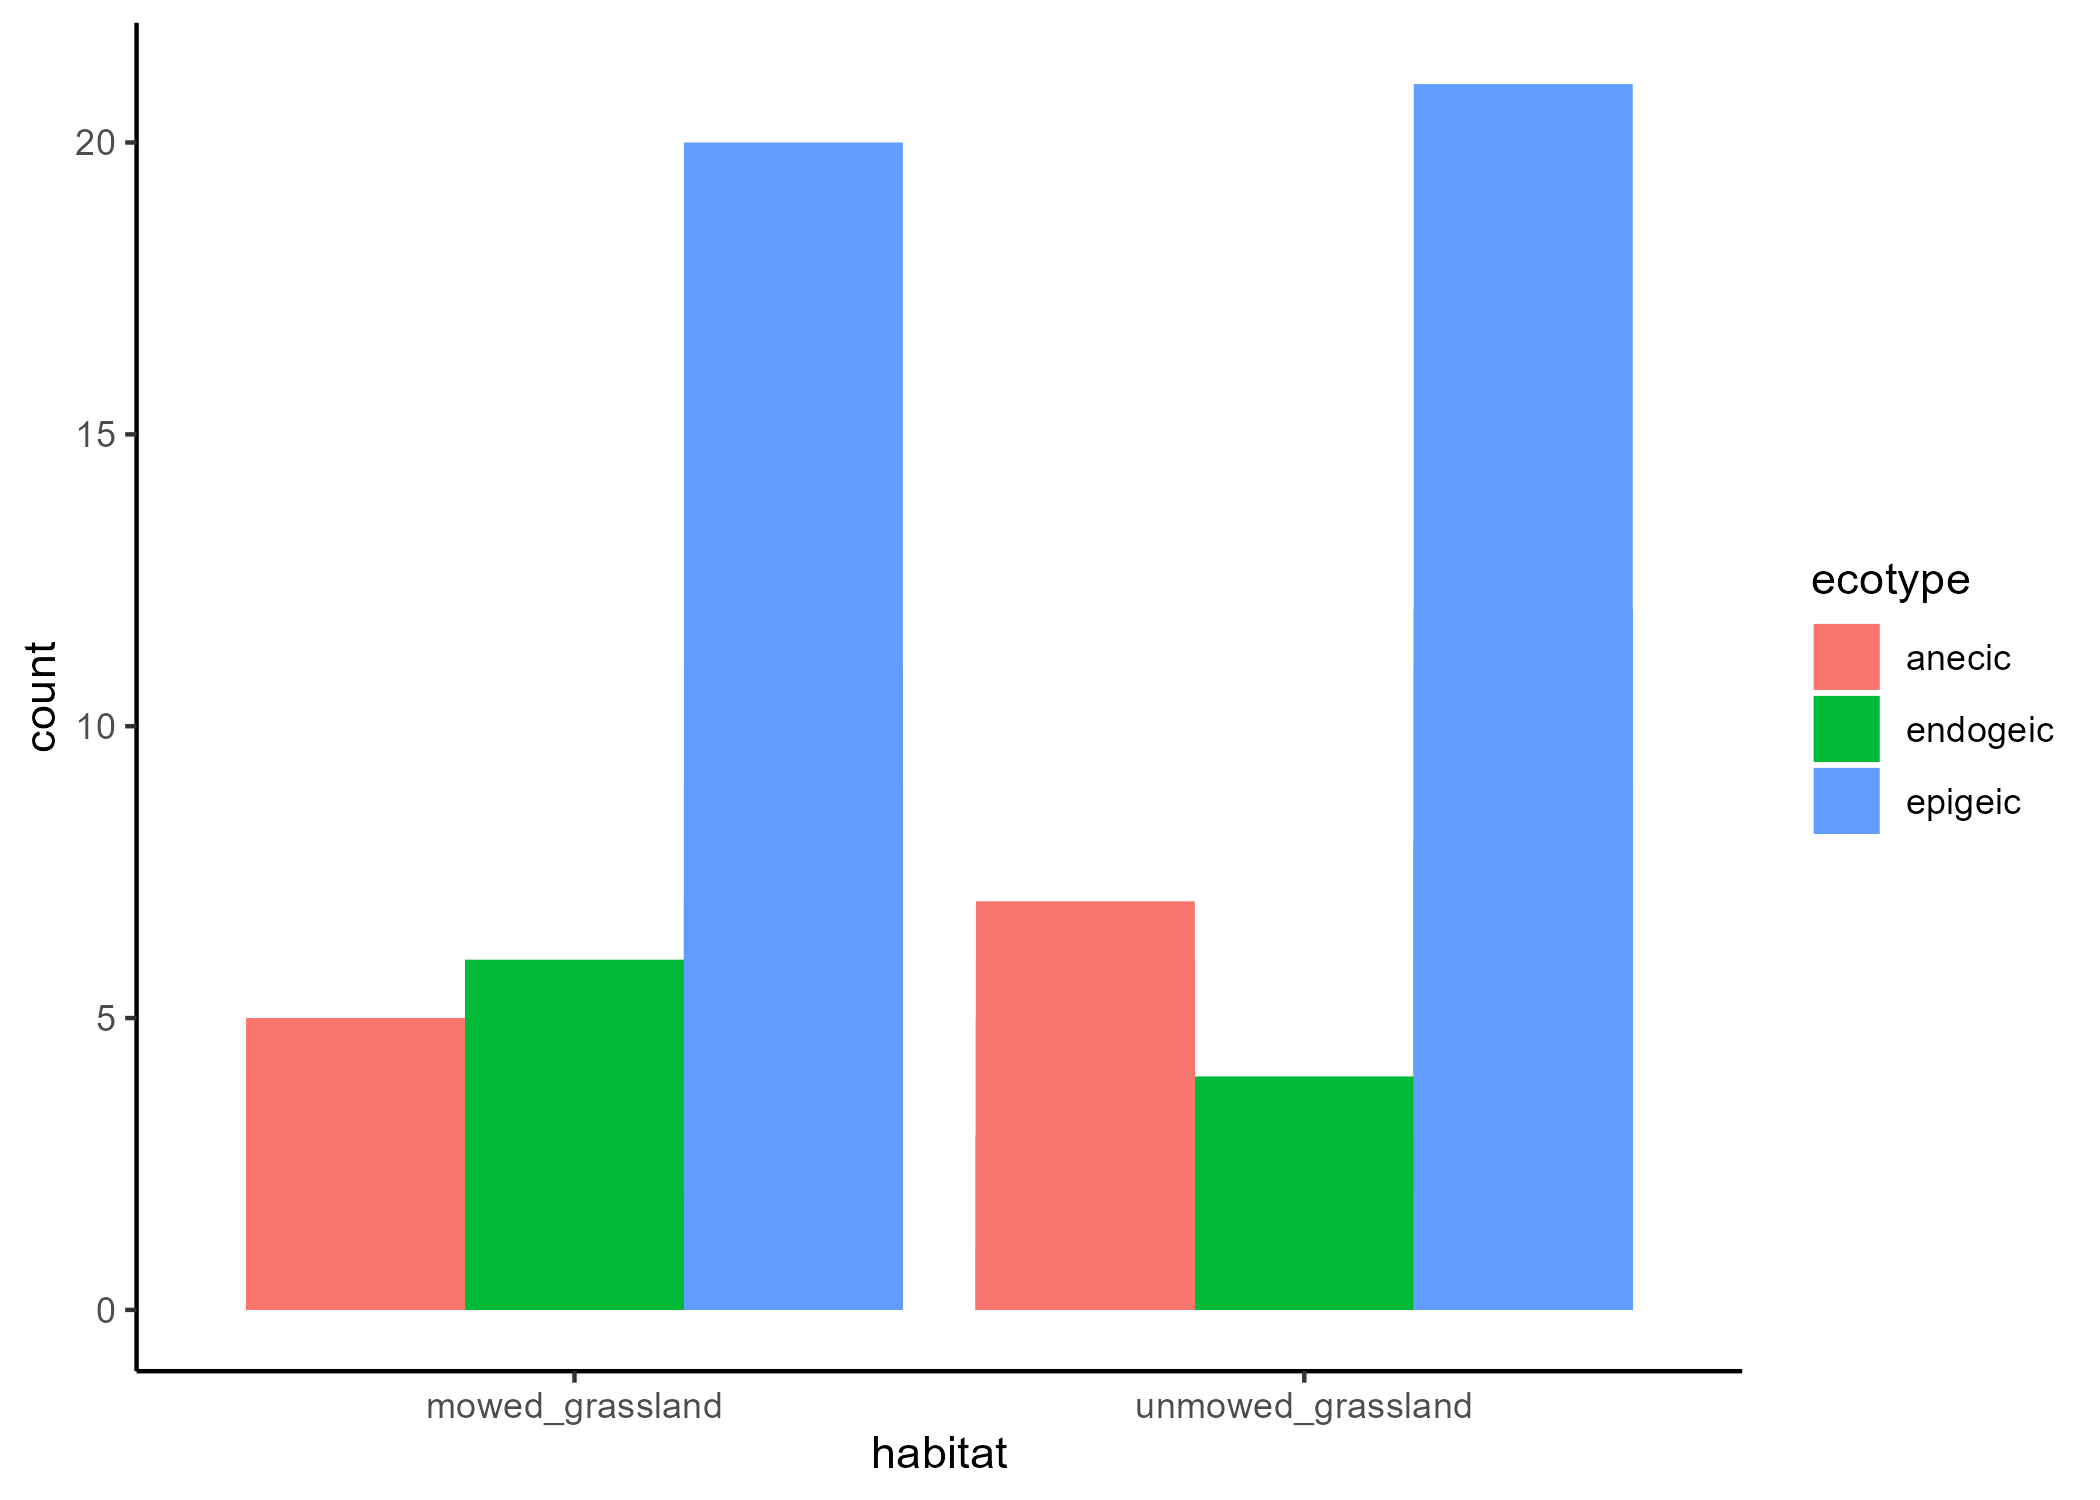 20
15
10
5
0
count
mowed_grassland
unmowed_grassland
habitat
ecotype
anecic
endogeic
epigeic